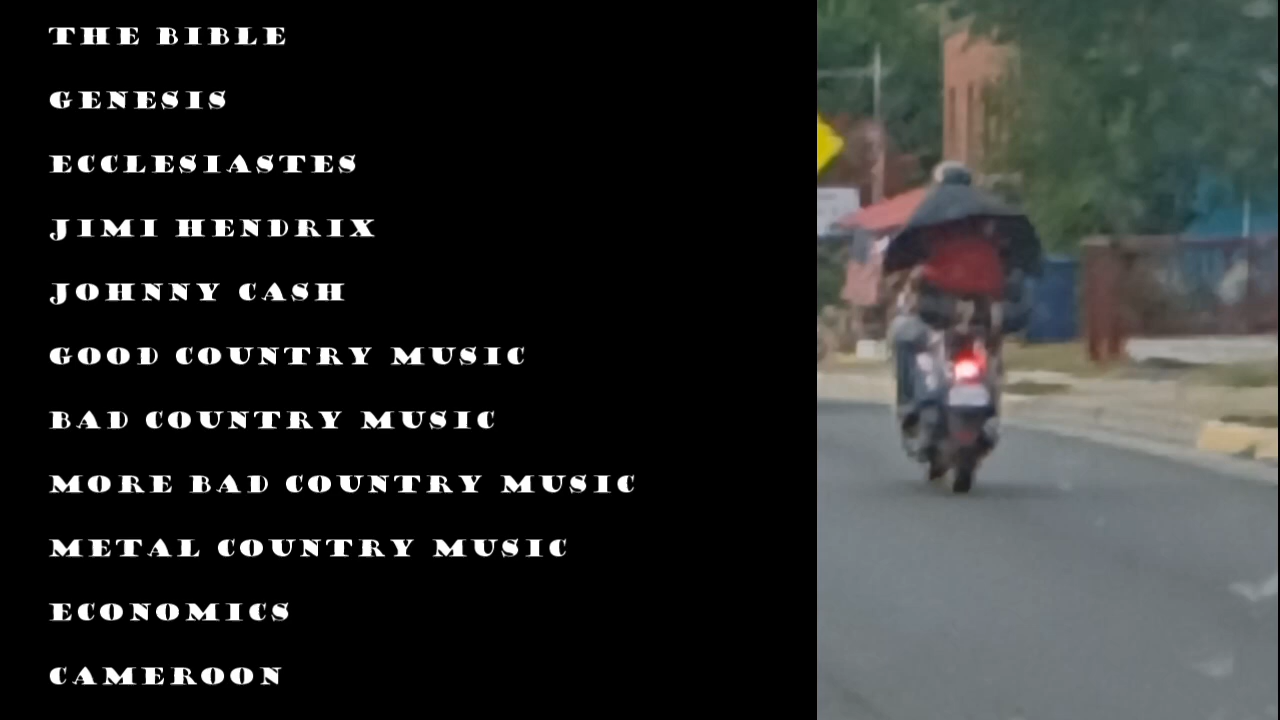 THE BIBLE
GENESIS
ECCLESIASTES
JIMI HENDRIX
JOHNNY CASH
GOOD COUNTRY MUSIC
BAD COUNTRY MUSIC
MORE BAD COUNTRY MUSIC
METAL COUNTRY MUSIC
ECONOMICS
CAMEROON